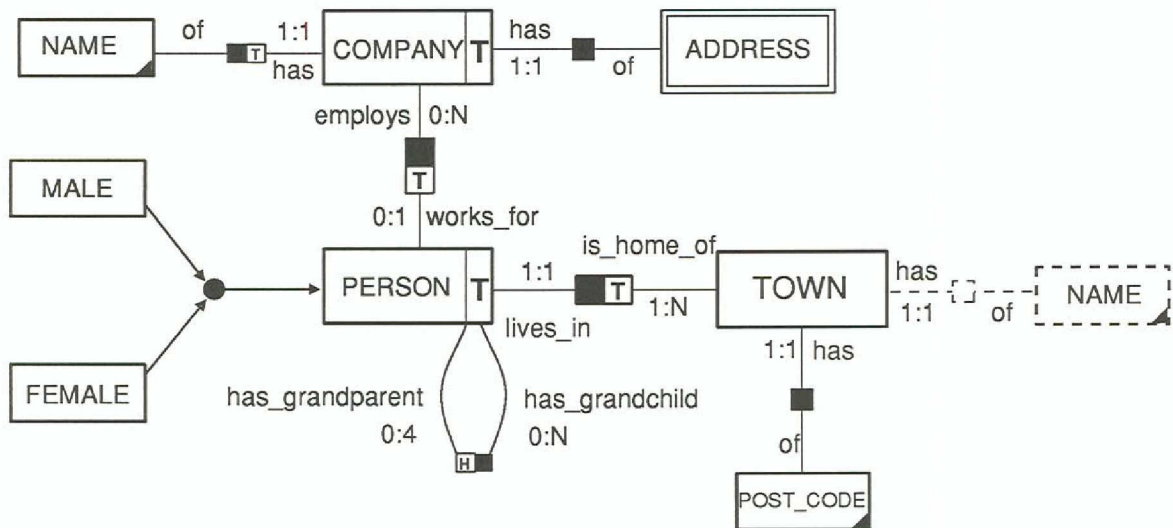 of 1:1 has
NAME T COMPANY T ADDRESS
has 1:1 of
employs 0:N
MALE T
0:1 works_for
is_home_of
PERSON T 1:1 T TOWN has NAME
lives_in 1:N 1:1 of
FEMALE 1:1 has
has_grandparent has_grandchild
0:4 0:N
of
H
POST_CODE